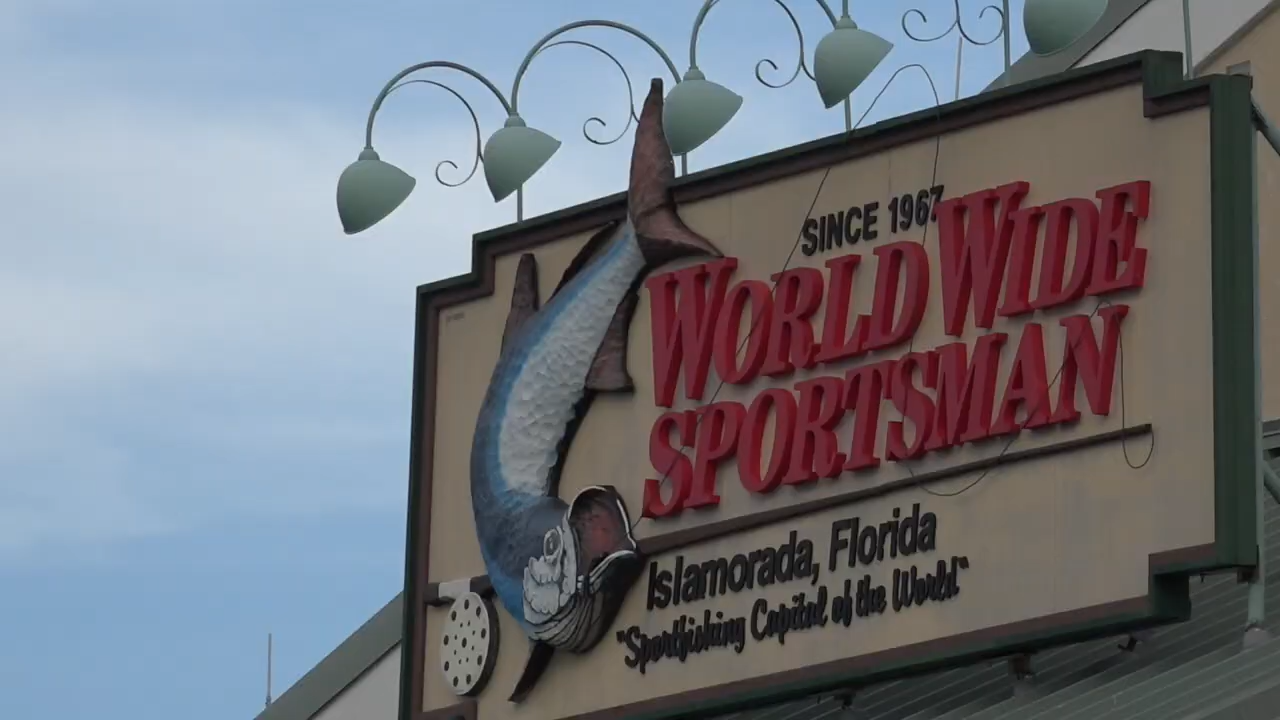 SINCE 1967
WORLD WIDE
SPORTSMAN
Islamorada, Florida
"Sportfishing Capital of the World"